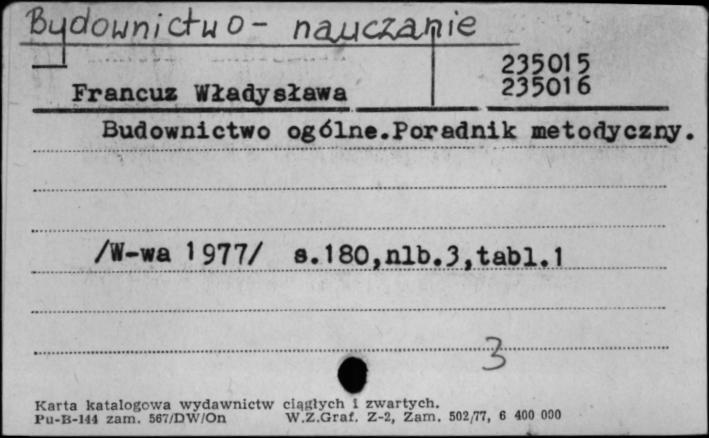 Budownictwo - nauczanie
235015
Francuz Władysława 235016
Budownictwo ogólne.Poradnik metodyczny.
/W-wa 1977/ s.180,nlb.3,tabl.1
3
Karta katalogowa wydawnictw ciągłych i zwartych.
Pu-B-144 zam. 567/DW/On W.Z.Graf. Z-2, Zam. 502/77, 6 400 000